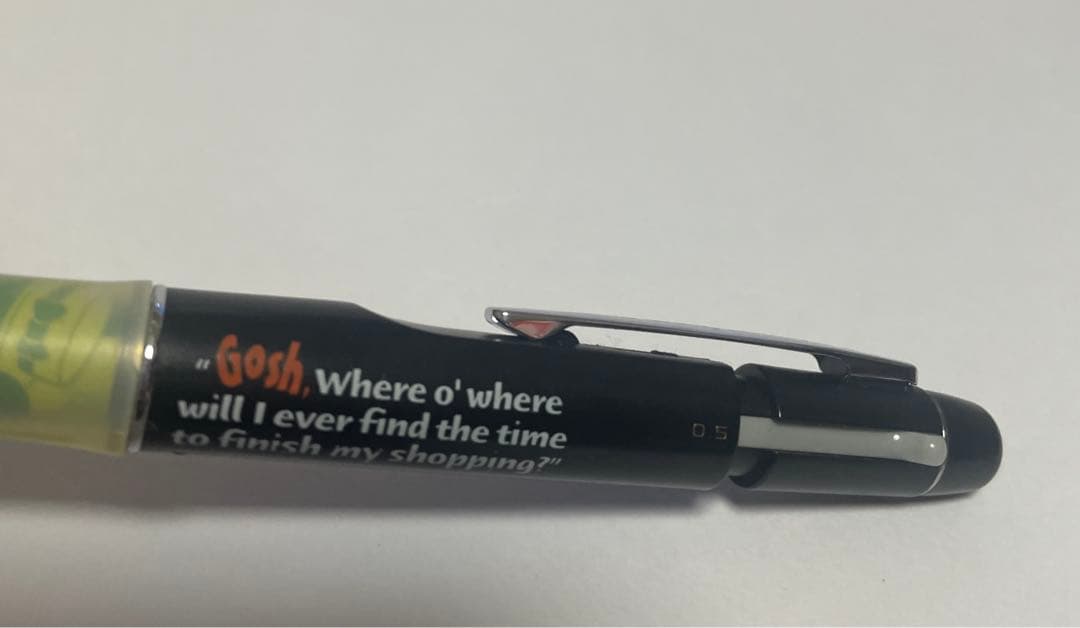 "Gosh, Where o' where
will I ever find the time
to finish my shopping?"
0 5